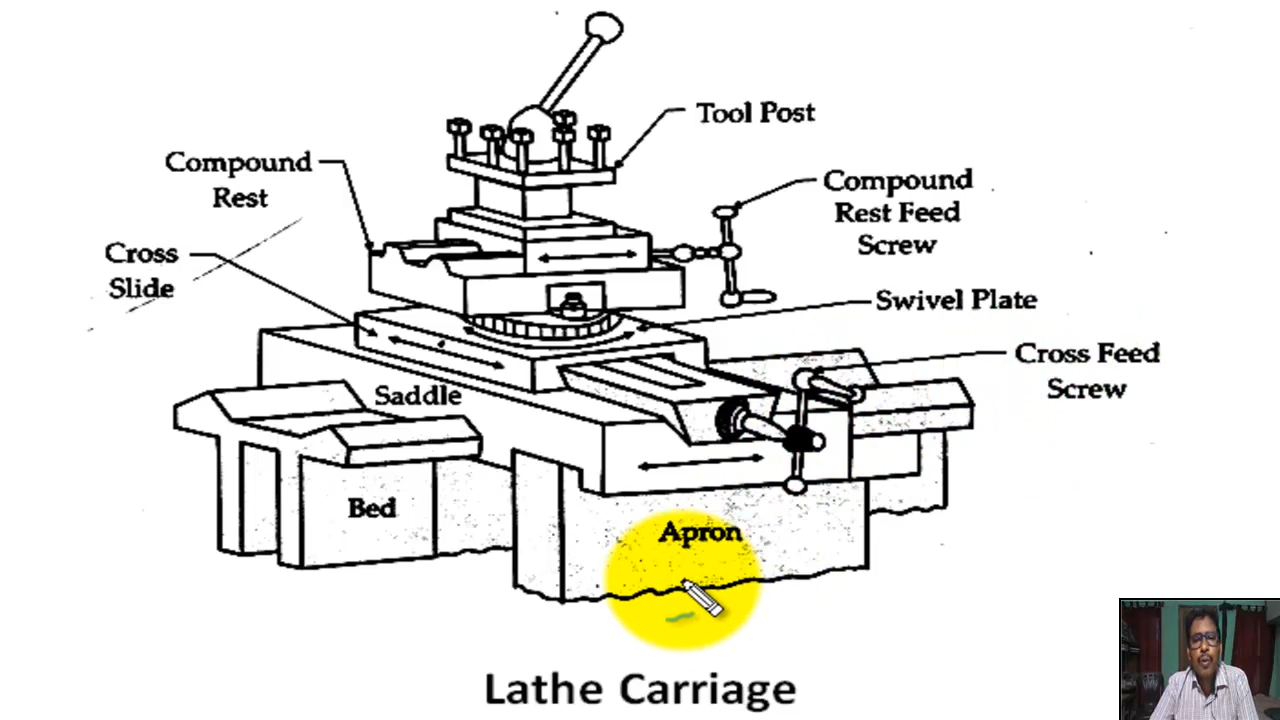 Tool Post
Compound
Rest
Compound
Rest Feed
Screw
Cross
Slide
Swivel Plate
Cross Feed
Screw
Saddle
Bed
Apron
Lathe Carriage